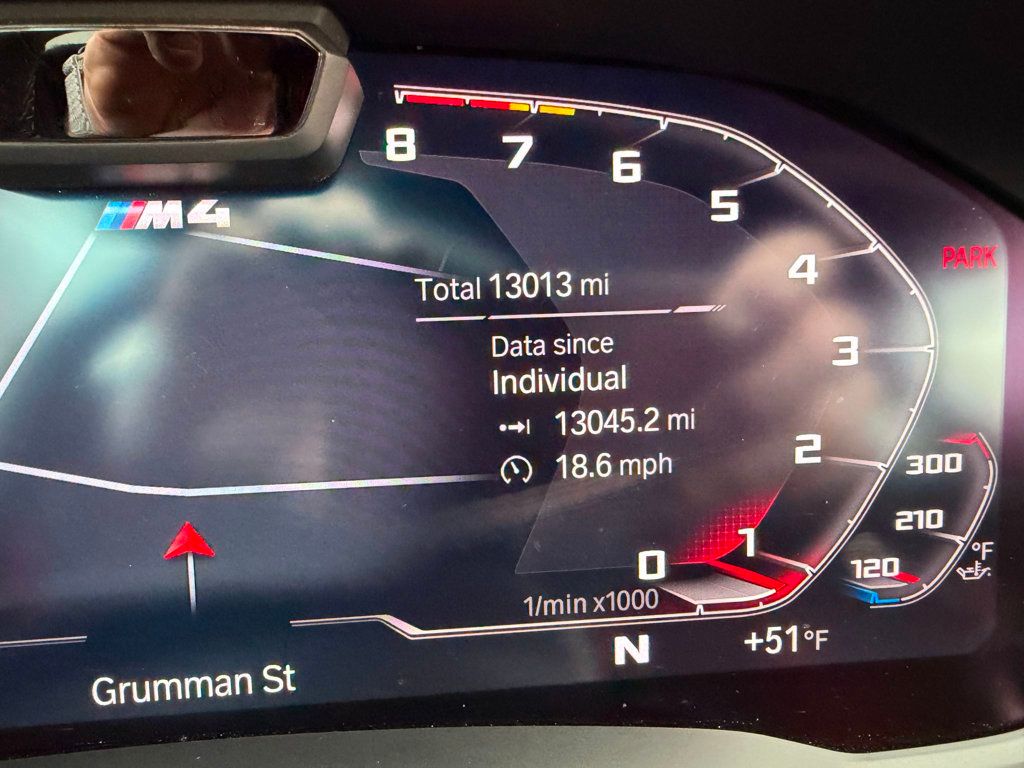 M4
8
7
6
5
4
3
2
1
0
PARK
Total 13013 mi
Data since
Individual
13045.2 mi
18.6 mph
300
210
120
°F
1/min x1000
N
+51°F
Grumman St